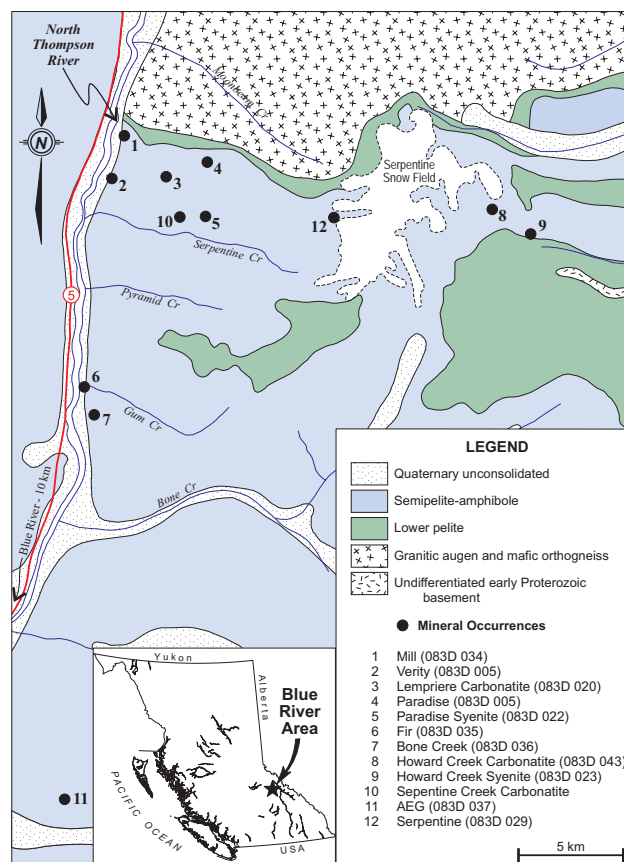 North
Thompson
River
Moonbeam Cr
N
1
2
3
4
5
10
12
8
9
Serpentine
Snow Field
Serpentine Cr
Pyramid Cr
5
6
7
Gum Cr
Bone Cr
Blue River - 10 km
11
LEGEND
Quaternary unconsolidated
Semipelite-amphibole
Lower pelite
Granitic augen and mafic orthogneiss
Undifferentiated early Proterozoic
basement
Mineral Occurrences
1 Mill (083D 034)
2 Verity (083D 005)
3 Lempriere Carbonatite (083D 020)
4 Paradise (083D 005)
5 Paradise Syenite (083D 022)
6 Fir (083D 035)
7 Bone Creek (083D 036)
8 Howard Creek Carbonatite (083D 043)
9 Howard Creek Syenite (083D 023)
10 Sepentine Creek Carbonatite
11 AEG (083D 037)
12 Serpentine (083D 029)
5 km
Yukon
Alberta
Blue
River
Area
PACIFIC OCEAN
USA